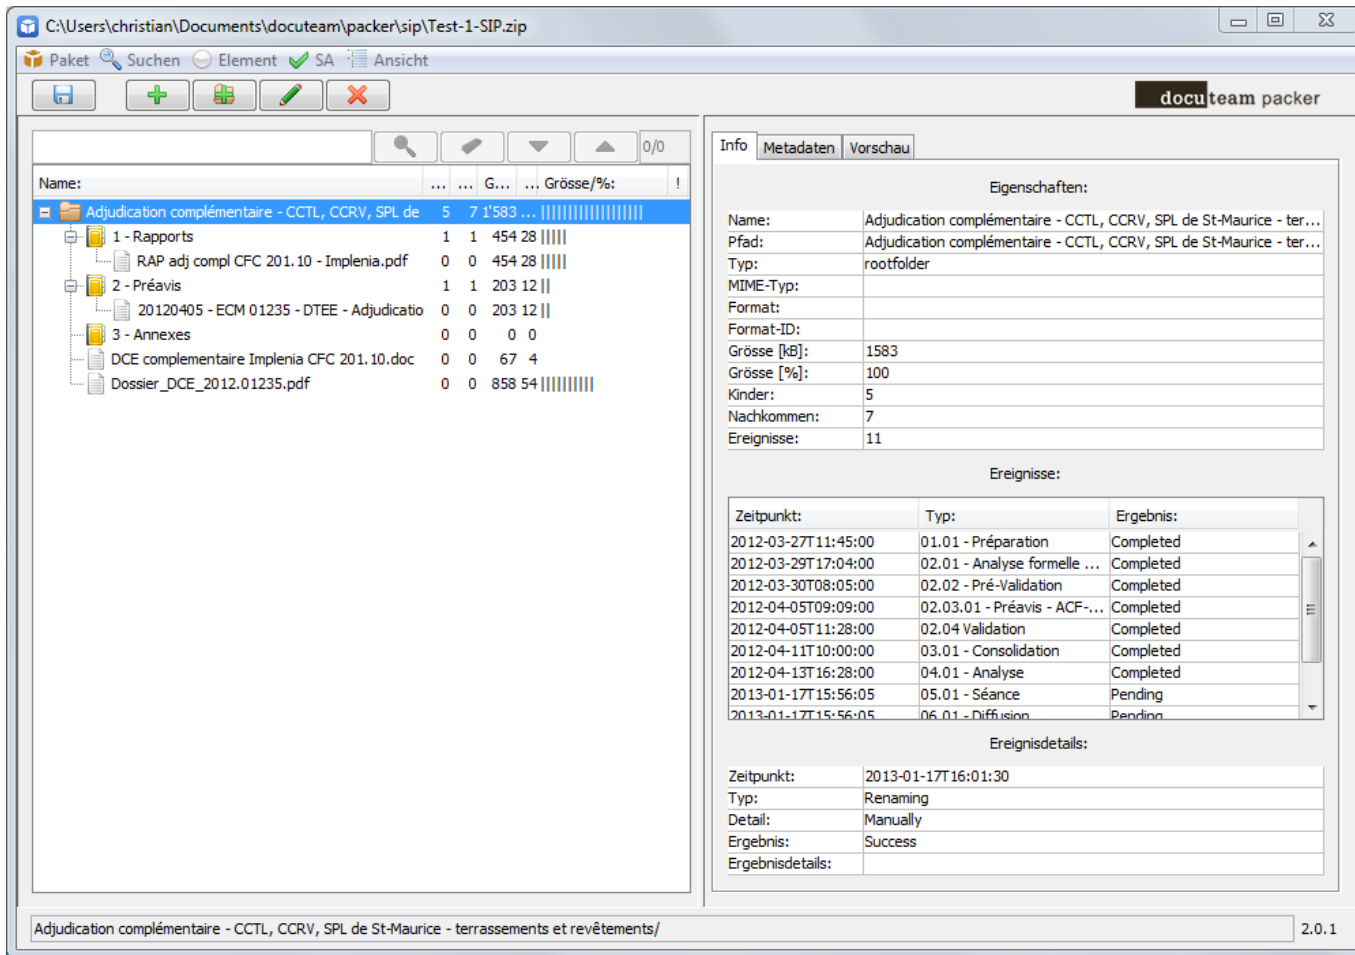 C:\Users\christian\Documents\docuteam\packer\sip\Test-1-SIP.zip
Paket Suchen Element SA Ansicht
docuteam packer
0/0
Name: ... ... G... ... Grösse/%: !
Adjudication complémentaire - CCTL, CCRV, SPL de 5 7 1'583 ...
1 - Rapports 1 1 454 28
RAP adj compl CFC 201.10 - Implenia.pdf 0 0 454 28
2 - Préavis 1 1 203 12
20120405 - ECM 01235 - DTEE - Adjudicatio 0 0 203 12
3 - Annexes 0 0 0 0
DCE complementaire Implenia CFC 201.10.doc 0 0 67 4
Dossier_DCE_2012.01235.pdf 0 0 858 54
Info Metadaten Vorschau
Eigenschaften:
Name: Adjudication complémentaire - CCTL, CCRV, SPL de St-Maurice - ter...
Pfad: Adjudication complémentaire - CCTL, CCRV, SPL de St-Maurice - ter...
Typ: rootfolder
MIME-Typ:
Format:
Format-ID:
Grösse [kB]: 1583
Grösse [%]: 100
Kinder: 5
Nachkommen: 7
Ereignisse: 11
Ereignisse:
Zeitpunkt: Typ: Ergebnis:
2012-03-27T11:45:00 01.01 - Préparation Completed
2012-03-29T17:04:00 02.01 - Analyse formelle ... Completed
2012-03-30T08:05:00 02.02 - Pré-Validation Completed
2012-04-05T09:09:00 02.03.01 - Préavis - ACF-... Completed
2012-04-05T11:28:00 02.04 Validation Completed
2012-04-11T10:00:00 03.01 - Consolidation Completed
2012-04-13T16:28:00 04.01 - Analyse Completed
2013-01-17T15:56:05 05.01 - Séance Pending
2013-01-17T15:56:05 06.01 - Diffusion Pending
Ereignisdetails:
Zeitpunkt: 2013-01-17T16:01:30
Typ: Renaming
Detail: Manually
Ergebnis: Success
Ergebnisdetails:
Adjudication complémentaire - CCTL, CCRV, SPL de St-Maurice - terrassements et revêtements/ 2.0.1